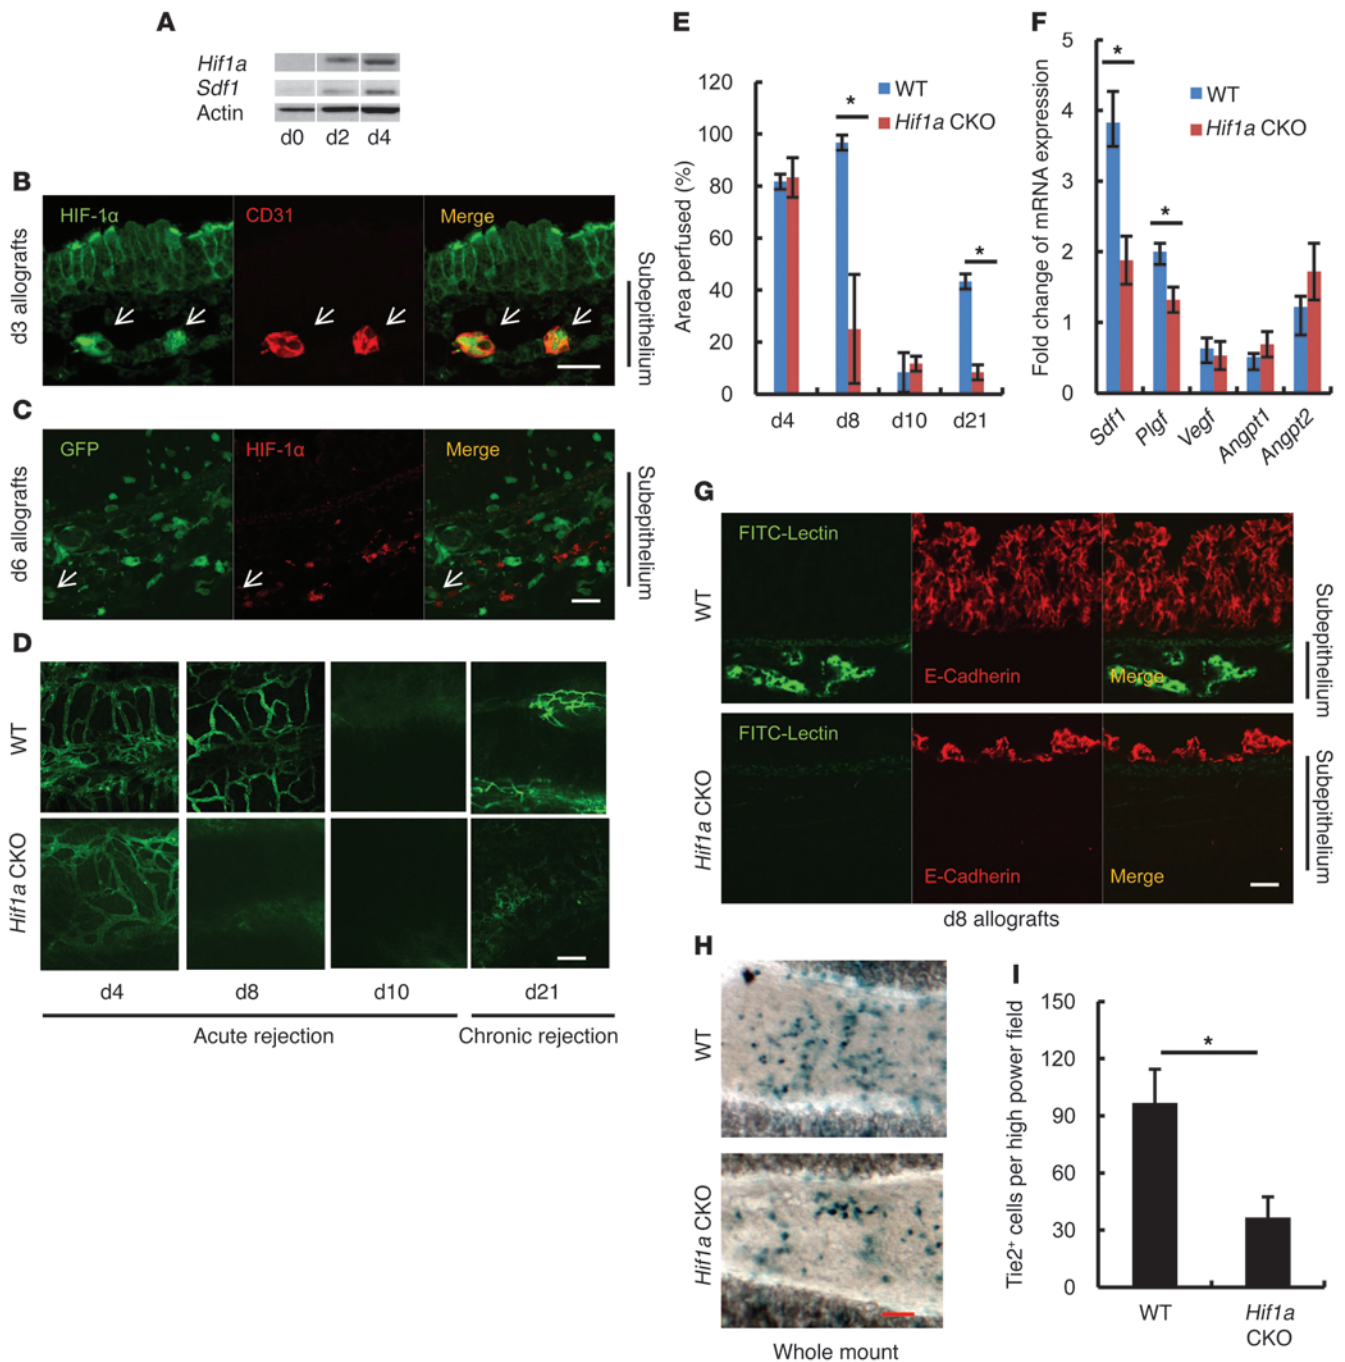 A
Hif1a
Sdf1
Actin
d0 d2 d4
B
d3 allografts
HIF-1α CD31 Merge
Subepithelium
C
d6 allografts
GFP HIF-1α Merge
Subepithelium
D
WT
Hif1a CKO
d4 d8 d10 d21
Acute rejection Chronic rejection
E
Area perfused (%)
120
100
80
60
40
20
0
WT
Hif1a CKO
*
*
d4 d8 d10 d21
F
Fold change of mRNA expression
5
4
3
2
1
0
*
*
WT
Hif1a CKO
Sdf1 Plgf Vegf Angpt1 Angpt2
G
WT
FITC-Lectin
E-Cadherin Merge
Subepithelium
Hif1a CKO
FITC-Lectin
E-Cadherin Merge
Subepithelium
d8 allografts
H
WT
Hif1a CKO
Whole mount
I
Tie2+ cells per high power field
150
120
90
60
30
0
*
WT Hif1a
CKO